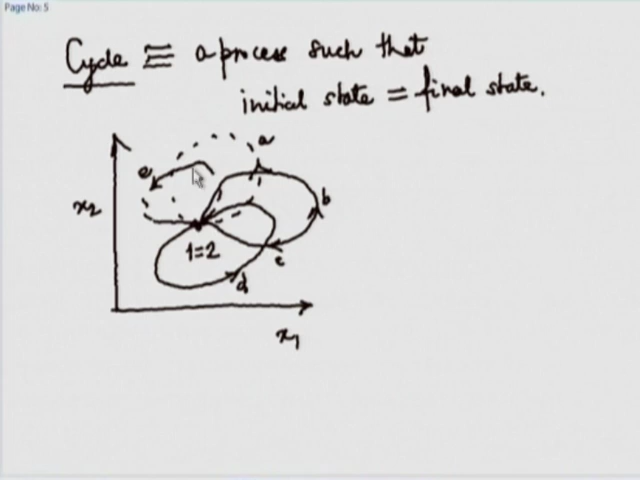 Page No: 5
Cycle ≡ a process such that
initial state = final state.
a
e
x2
b
1=2
c
d
x1